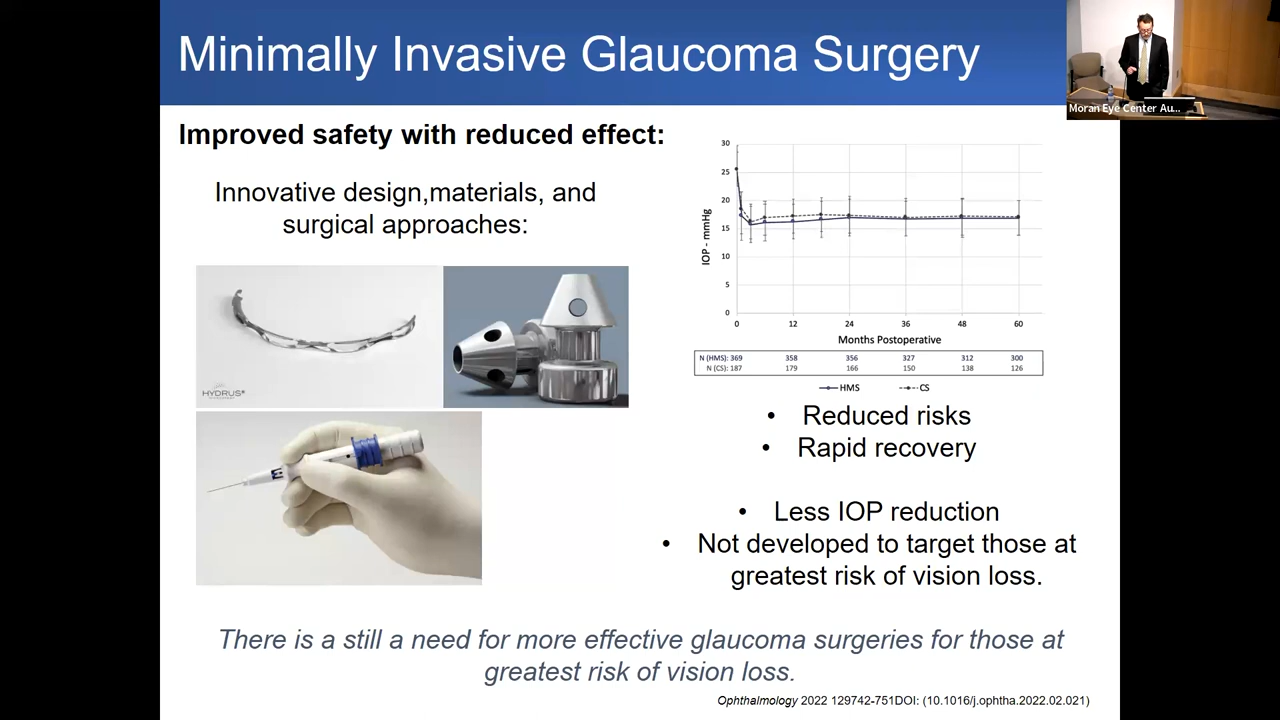 Minimally Invasive Glaucoma Surgery
Moran Eye Center Au...
Improved safety with reduced effect:
Innovative design,materials, and
surgical approaches:
HYDRUS
30
25
20
15
10
5
0
IOP - mmHg
0 12 24 36 48 60
Months Postoperative
N (HMS): 369 358 356 327 312 300
N (CS): 187 179 166 150 138 126
HMS CS
• Reduced risks
• Rapid recovery
• Less IOP reduction
• Not developed to target those at
greatest risk of vision loss.
There is a still a need for more effective glaucoma surgeries for those at
greatest risk of vision loss.
Ophthalmology 2022 129742-751DOI: (10.1016/j.ophtha.2022.02.021)